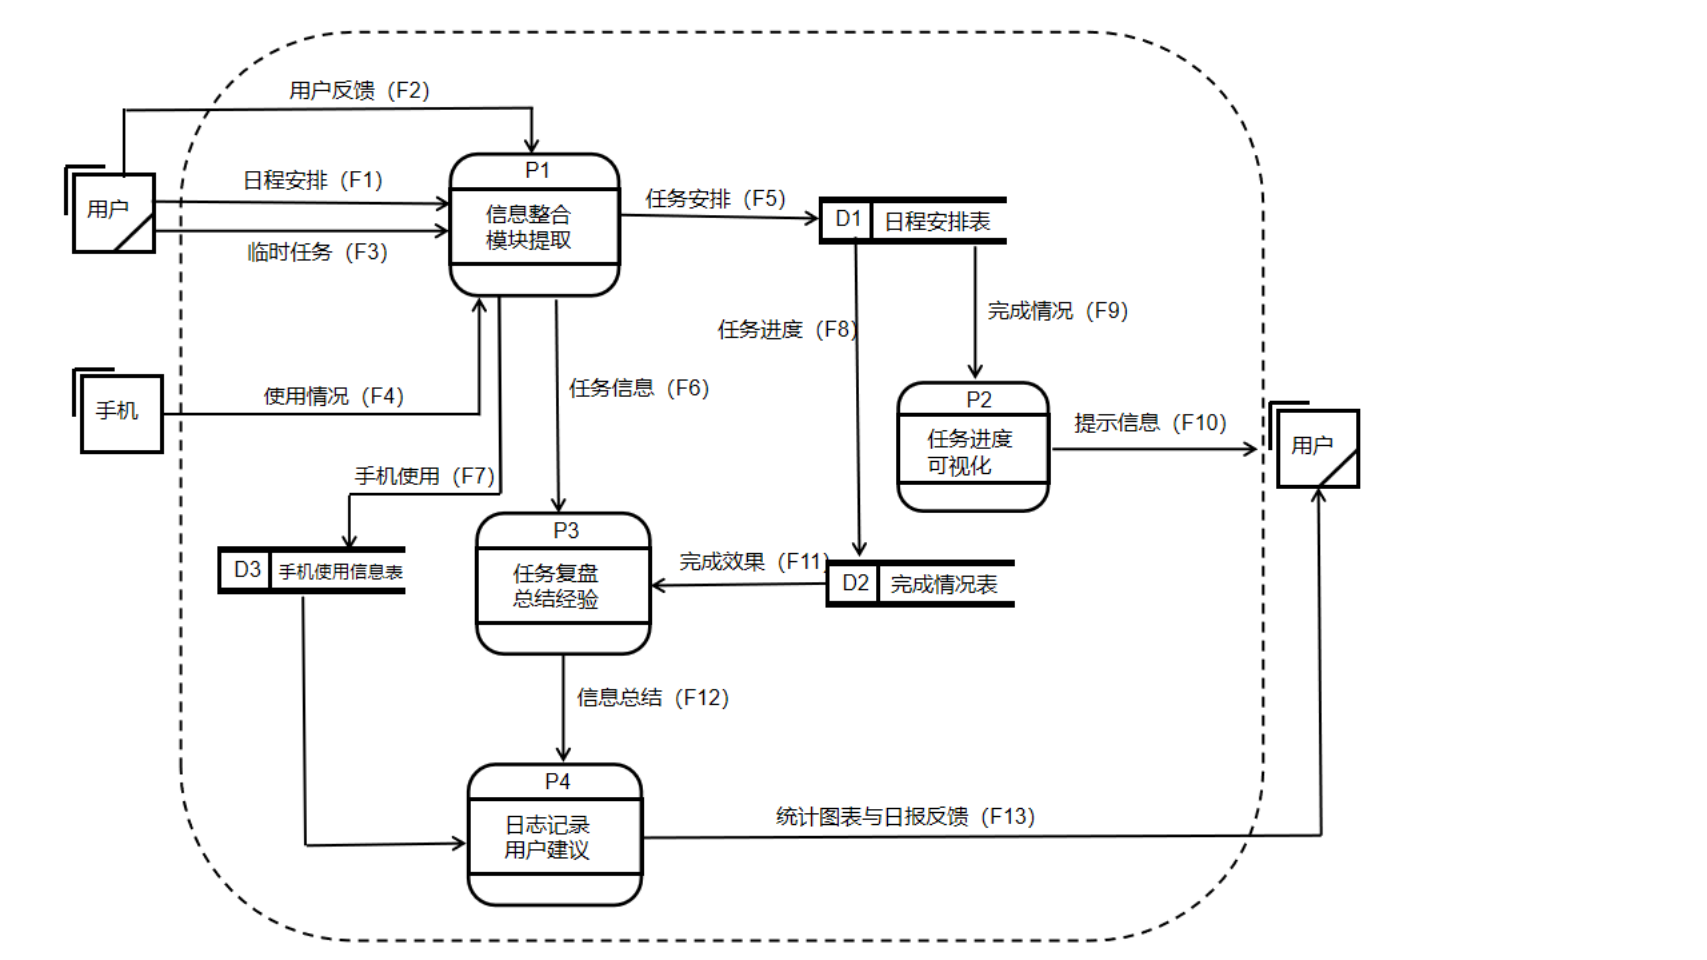 用户反馈（F2）
P1
日程安排（F1）
用户
信息整合
模块提取
任务安排（F5）
D1
日程安排表
临时任务（F3）
完成情况（F9）
任务进度（F8）
使用情况（F4）
手机
任务信息（F6）
P2
任务进度
可视化
提示信息（F10）
用户
手机使用（F7）
P3
任务复盘
总结经验
完成效果（F11）
D3
手机使用信息表
D2
完成情况表
信息总结（F12）
P4
日志记录
用户建议
统计图表与日报反馈（F13）